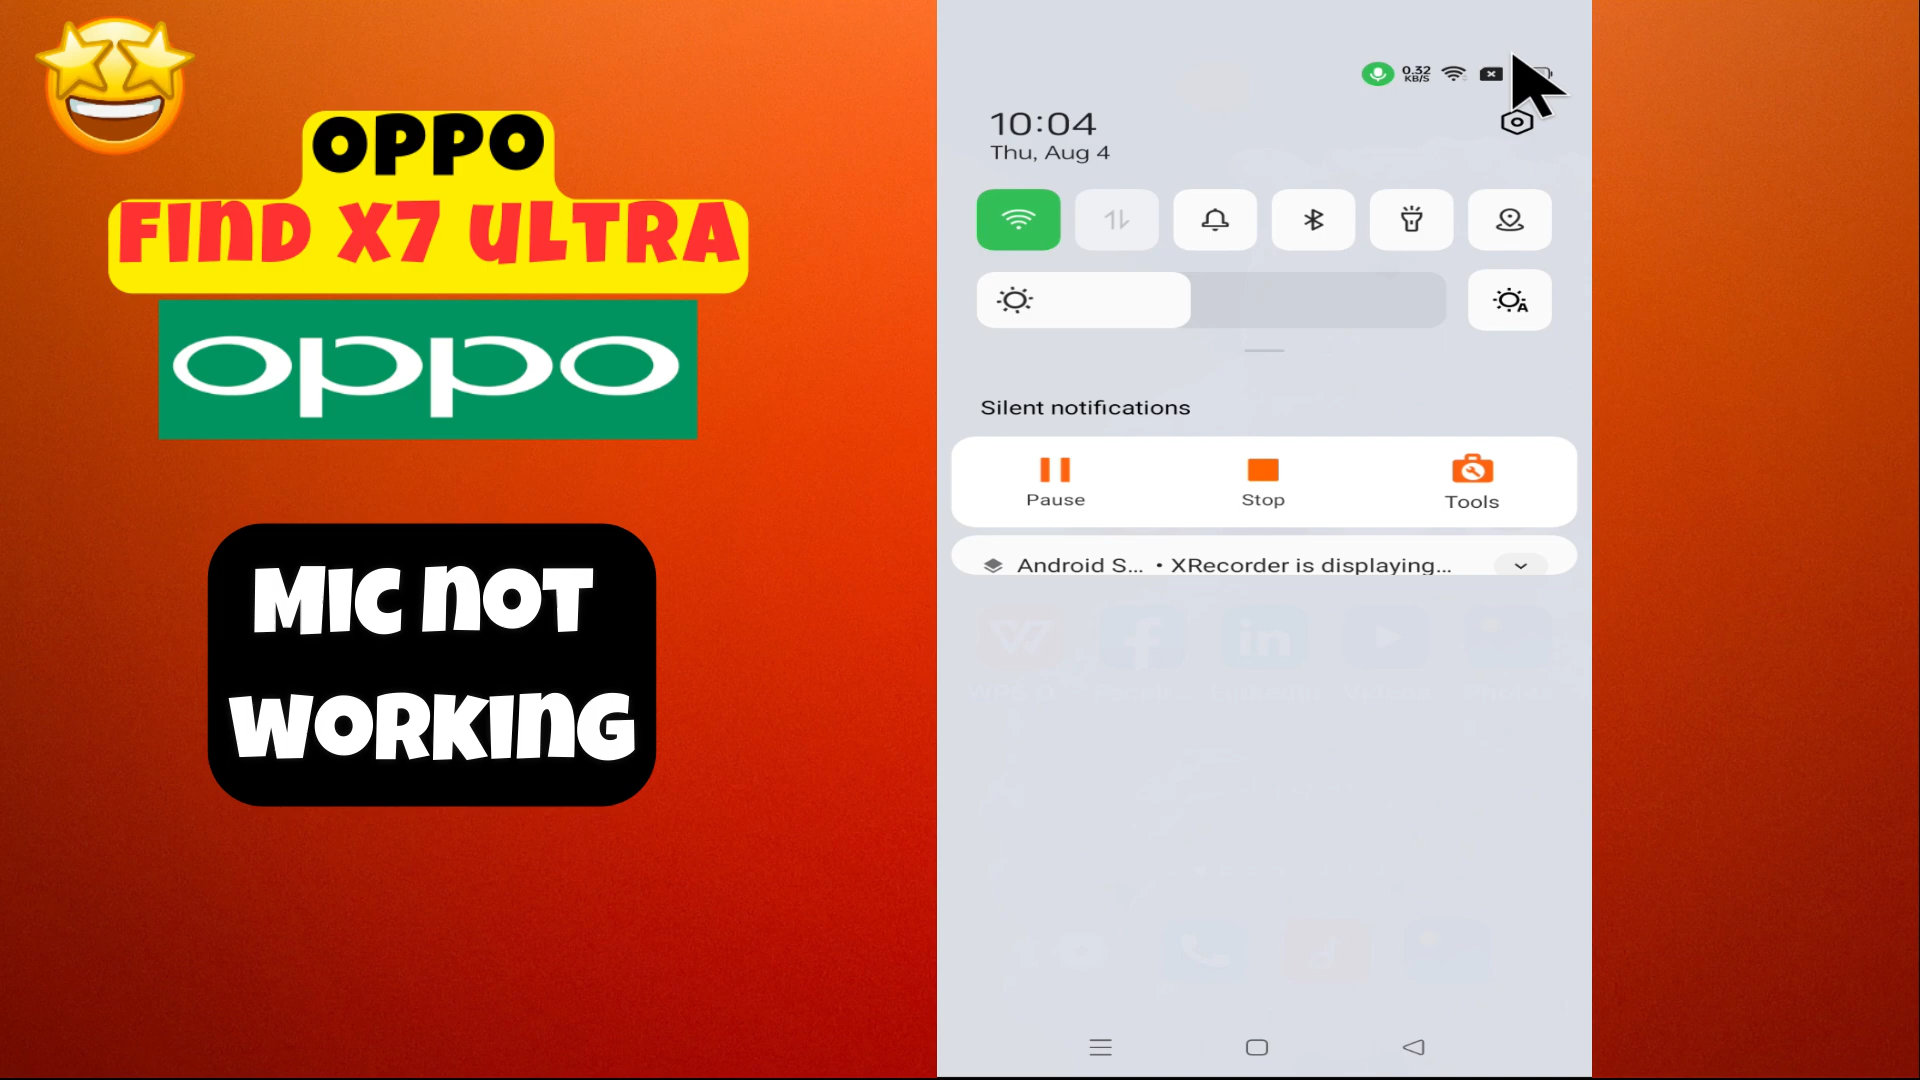 OPPO
FIND X7 ULTRA
oppo
MIC NOT
WORKING
0.32
KB/S
10:04
Thu, Aug 4
Silent notifications
Pause
Stop
Tools
Android S... • XRecorder is displaying...